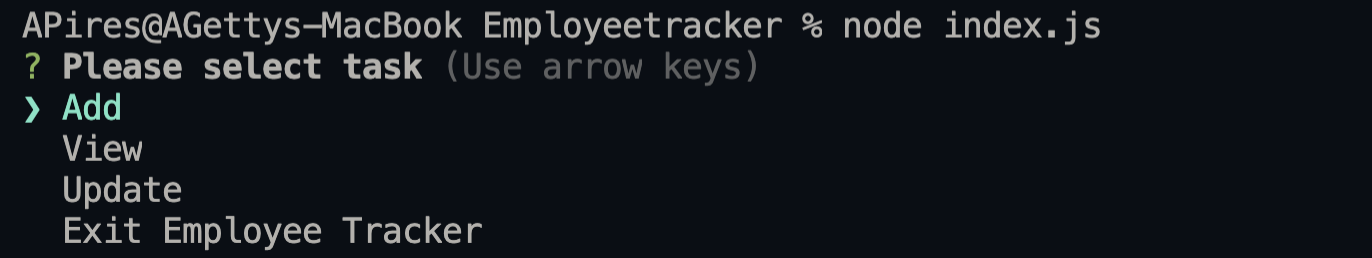 APires@AGettys-MacBook Employeetracker % node index.js
? Please select task (Use arrow keys)
❯ Add
View
Update
Exit Employee Tracker